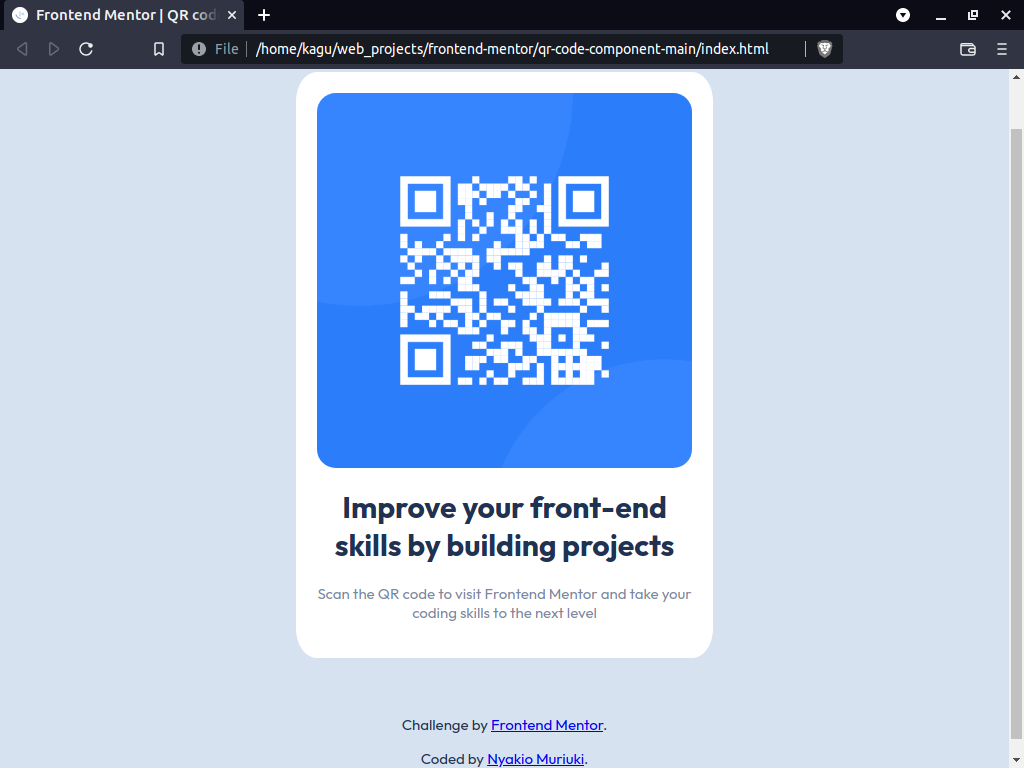 Frontend Mentor | QR cod
File
/home/kagu/web_projects/frontend-mentor/qr-code-component-main/index.html
Improve your front-end
skills by building projects
Scan the QR code to visit Frontend Mentor and take your
coding skills to the next level
Challenge by Frontend Mentor.
Coded by Nyakio Muriuki.